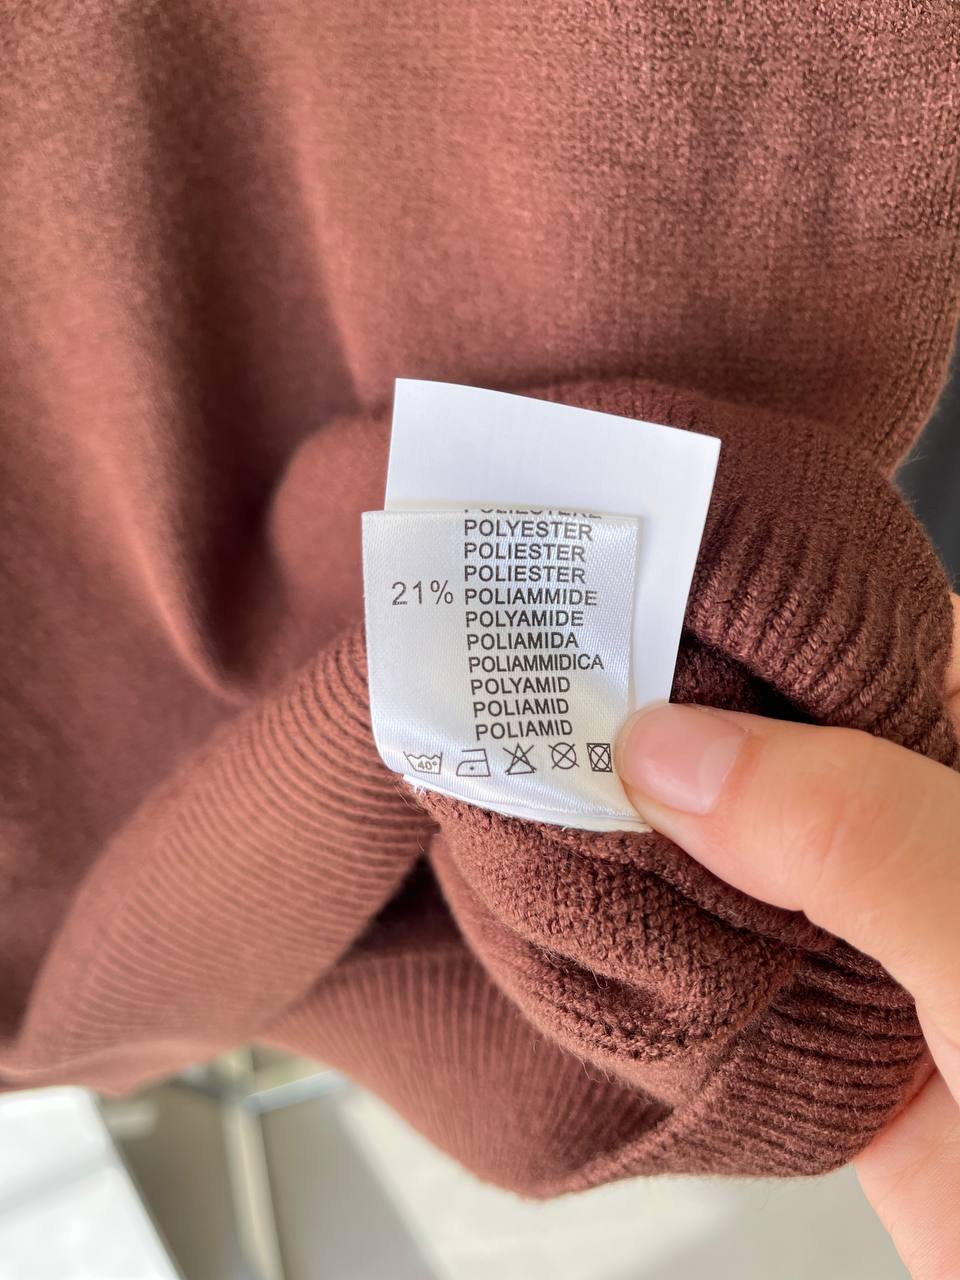 POLYESTER
POLIESTER
POLIESTER
21% POLIAMMIDE
POLYAMIDE
POLIAMIDA
POLIAMMIDICA
POLYAMID
POLIAMID
POLIAMID
40°